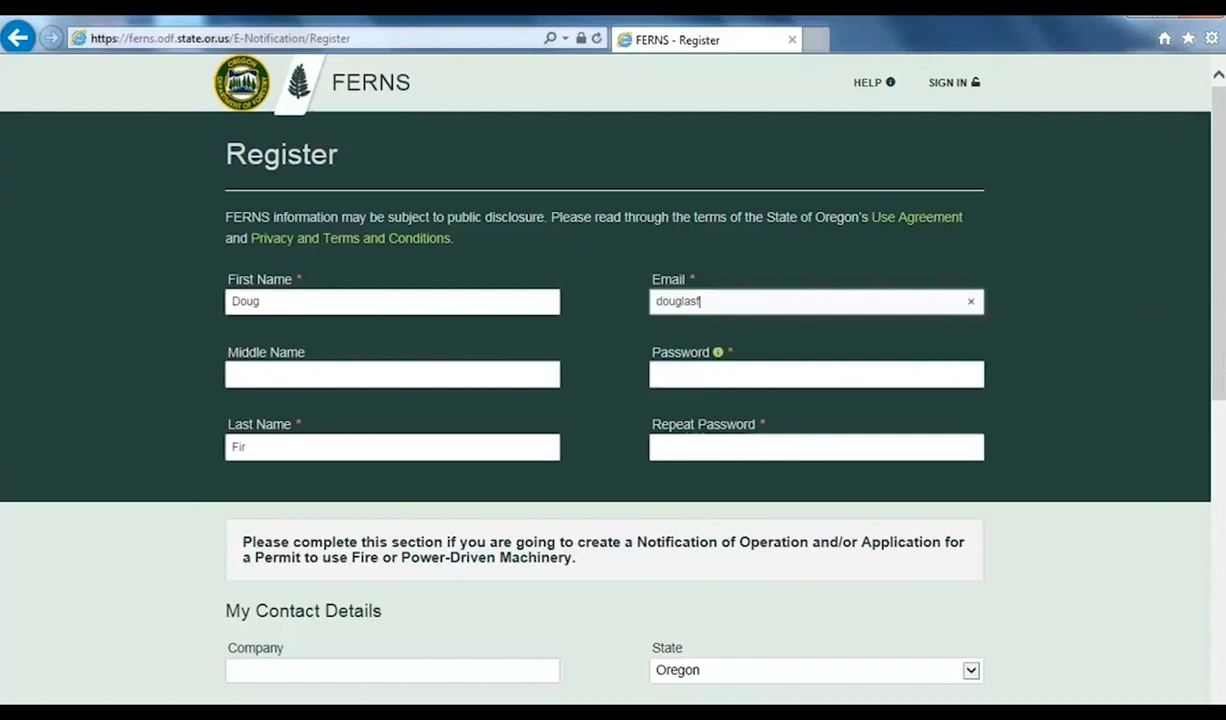 https://ferns.odf.state.or.us/E-Notification/Register
FERNS - Register
FERNS
HELP
SIGN IN
Register
FERNS information may be subject to public disclosure. Please read through the terms of the State of Oregon's Use Agreement
and Privacy and Terms and Conditions.
First Name *
Doug
Email *
douglasf
Middle Name
Password *
Last Name *
Fir
Repeat Password *
Please complete this section if you are going to create a Notification of Operation and/or Application for
a Permit to use Fire or Power-Driven Machinery.
My Contact Details
Company
State
Oregon